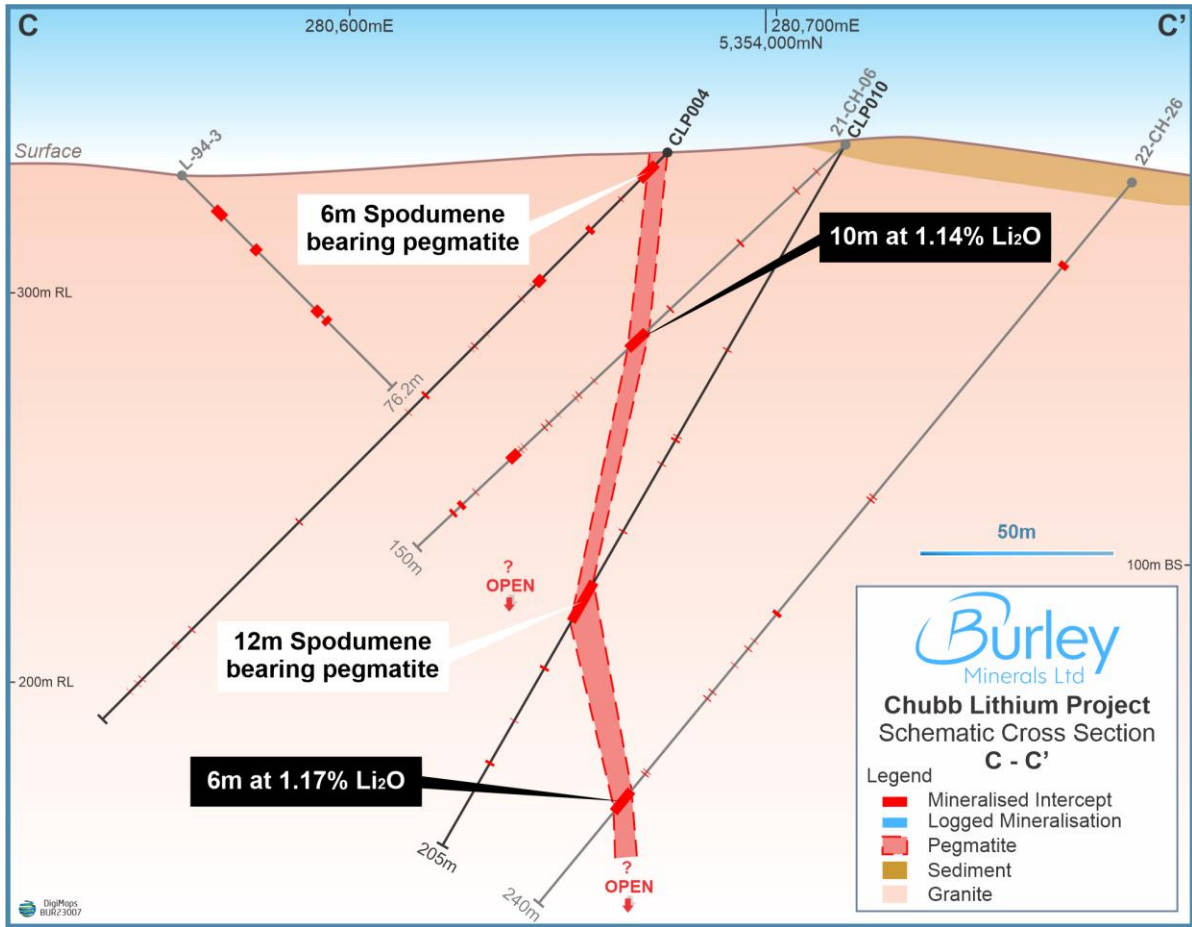 C
280,600mE
280,700mE
5,354,000mN
C’
Surface
L-94-3
CLP004
21-CH-06
CLP010
22-CH-26
6m Spodumene
bearing pegmatite
10m at 1.14% Li₂O
300m RL
76.2m
150m
50m
100m BS
?
OPEN
12m Spodumene
bearing pegmatite
200m RL
6m at 1.17% Li₂O
205m
240m
?
OPEN
Burley
Minerals Ltd
Chubb Lithium Project
Schematic Cross Section
C - C’
Legend
Mineralised Intercept
Logged Mineralisation
Pegmatite
Sediment
Granite
DigiMaps
BUR23007